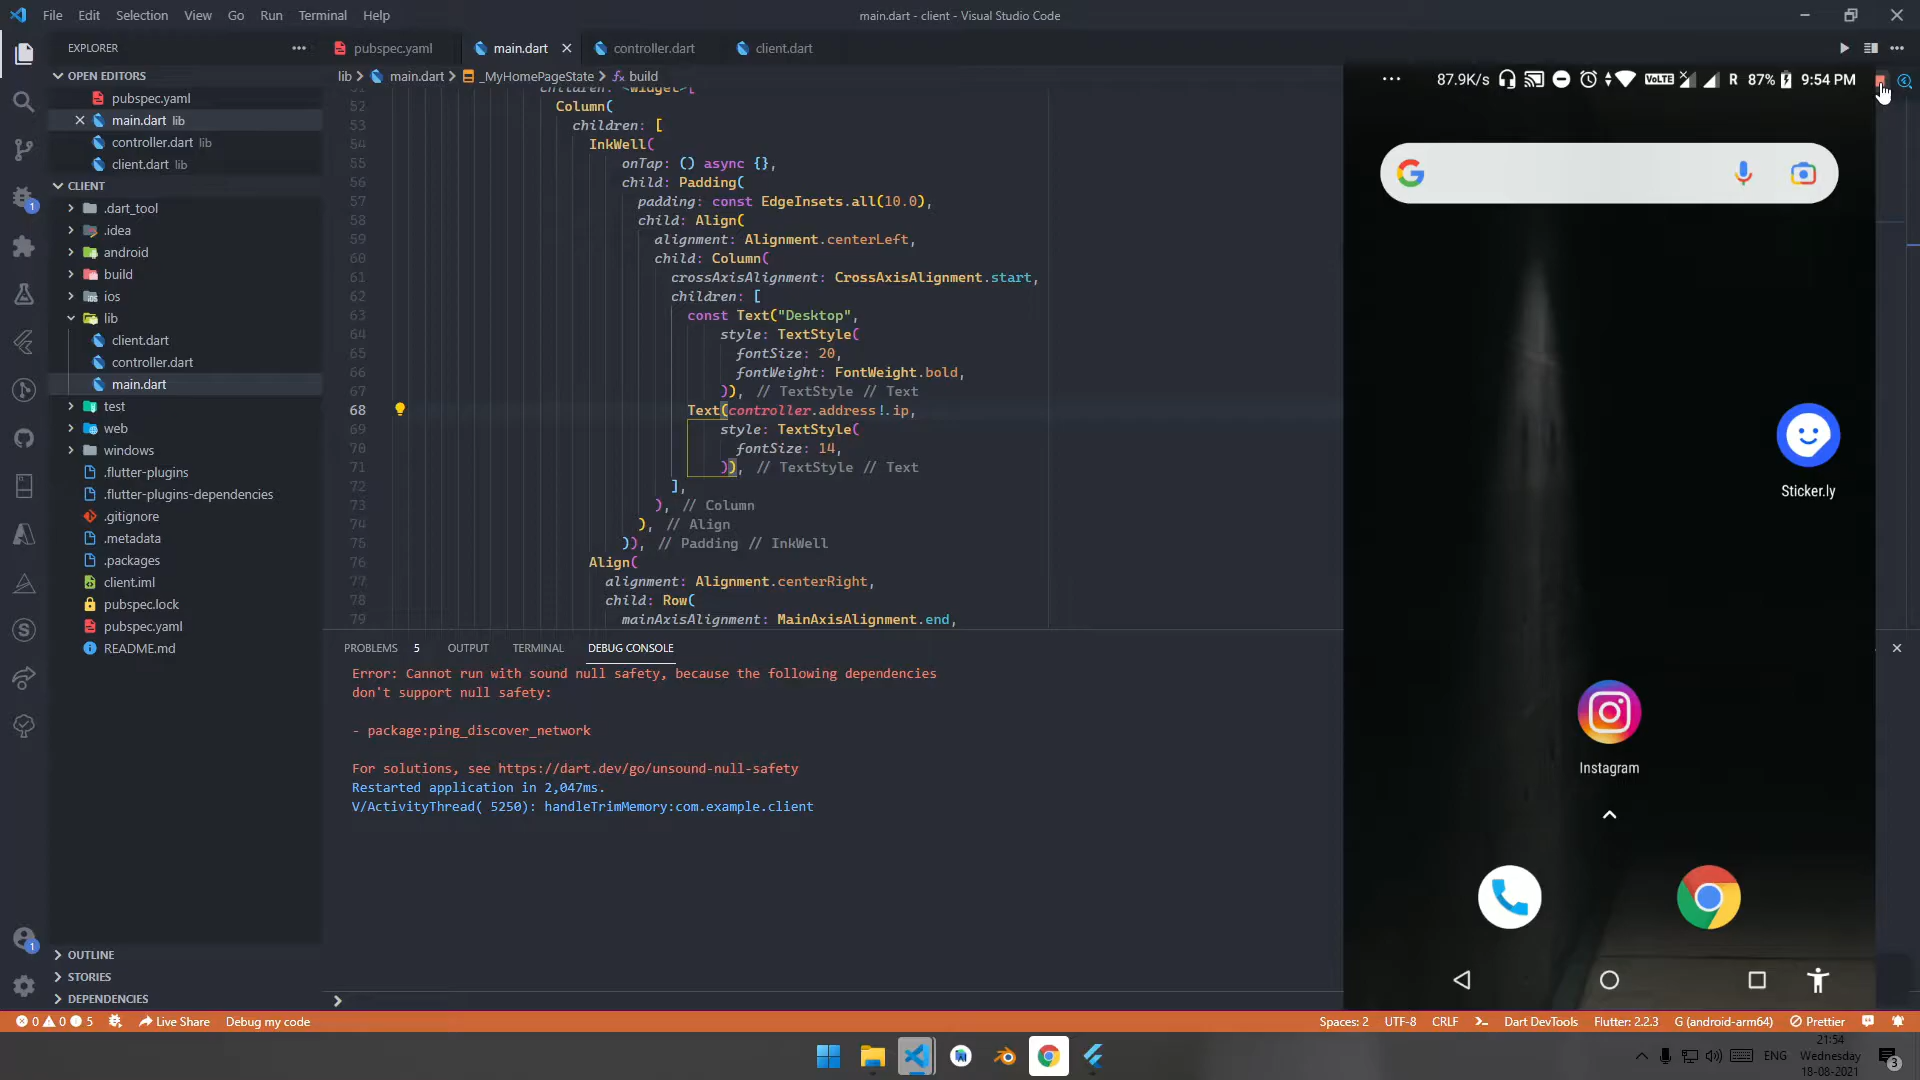 File Edit Selection View Go Run Terminal Help
main.dart - client - Visual Studio Code
EXPLORER
OPEN EDITORS
pubspec.yaml
main.dart lib
controller.dart lib
client.dart lib
CLIENT
.dart_tool
.idea
android
build
ios
lib
client.dart
controller.dart
main.dart
test
web
windows
.flutter-plugins
.flutter-plugins-dependencies
.gitignore
.metadata
.packages
client.iml
pubspec.lock
pubspec.yaml
README.md
OUTLINE
STORIES
DEPENDENCIES
pubspec.yaml main.dart controller.dart client.dart
lib > main.dart > _MyHomePageState > build
children: <Widget>[
52 Column(
53 children: [
54 InkWell(
55 onTap: () async {},
56 child: Padding(
57 padding: const EdgeInsets.all(10.0),
58 child: Align(
59 alignment: Alignment.centerLeft,
60 child: Column(
61 crossAxisAlignment: CrossAxisAlignment.start,
62 children: [
63 const Text("Desktop",
64 style: TextStyle(
65 fontSize: 20,
66 fontWeight: FontWeight.bold,
67 )), // TextStyle // Text
68 Text(controller.address!.ip,
69 style: TextStyle(
70 fontSize: 14,
71 )), // TextStyle // Text
72 ],
73 ), // Column
74 ), // Align
75 )), // Padding // InkWell
76 Align(
77 alignment: Alignment.centerRight,
78 child: Row(
79 mainAxisAlignment: MainAxisAlignment.end,
PROBLEMS 5 OUTPUT TERMINAL DEBUG CONSOLE
Error: Cannot run with sound null safety, because the following dependencies
don't support null safety:
- package:ping_discover_network
For solutions, see https://dart.dev/go/unsound-null-safety
Restarted application in 2,047ms.
V/ActivityThread( 5250): handleTrimMemory:com.example.client
87.9K/s VoLTE R 87% 9:54 PM
Sticker.ly
Instagram
1
1
0 0 5 Live Share Debug my code
Spaces: 2 UTF-8 CRLF Dart DevTools Flutter: 2.2.3 G (android-arm64) Prettier
ENG
21:54
Wednesday
18-08-2021
3